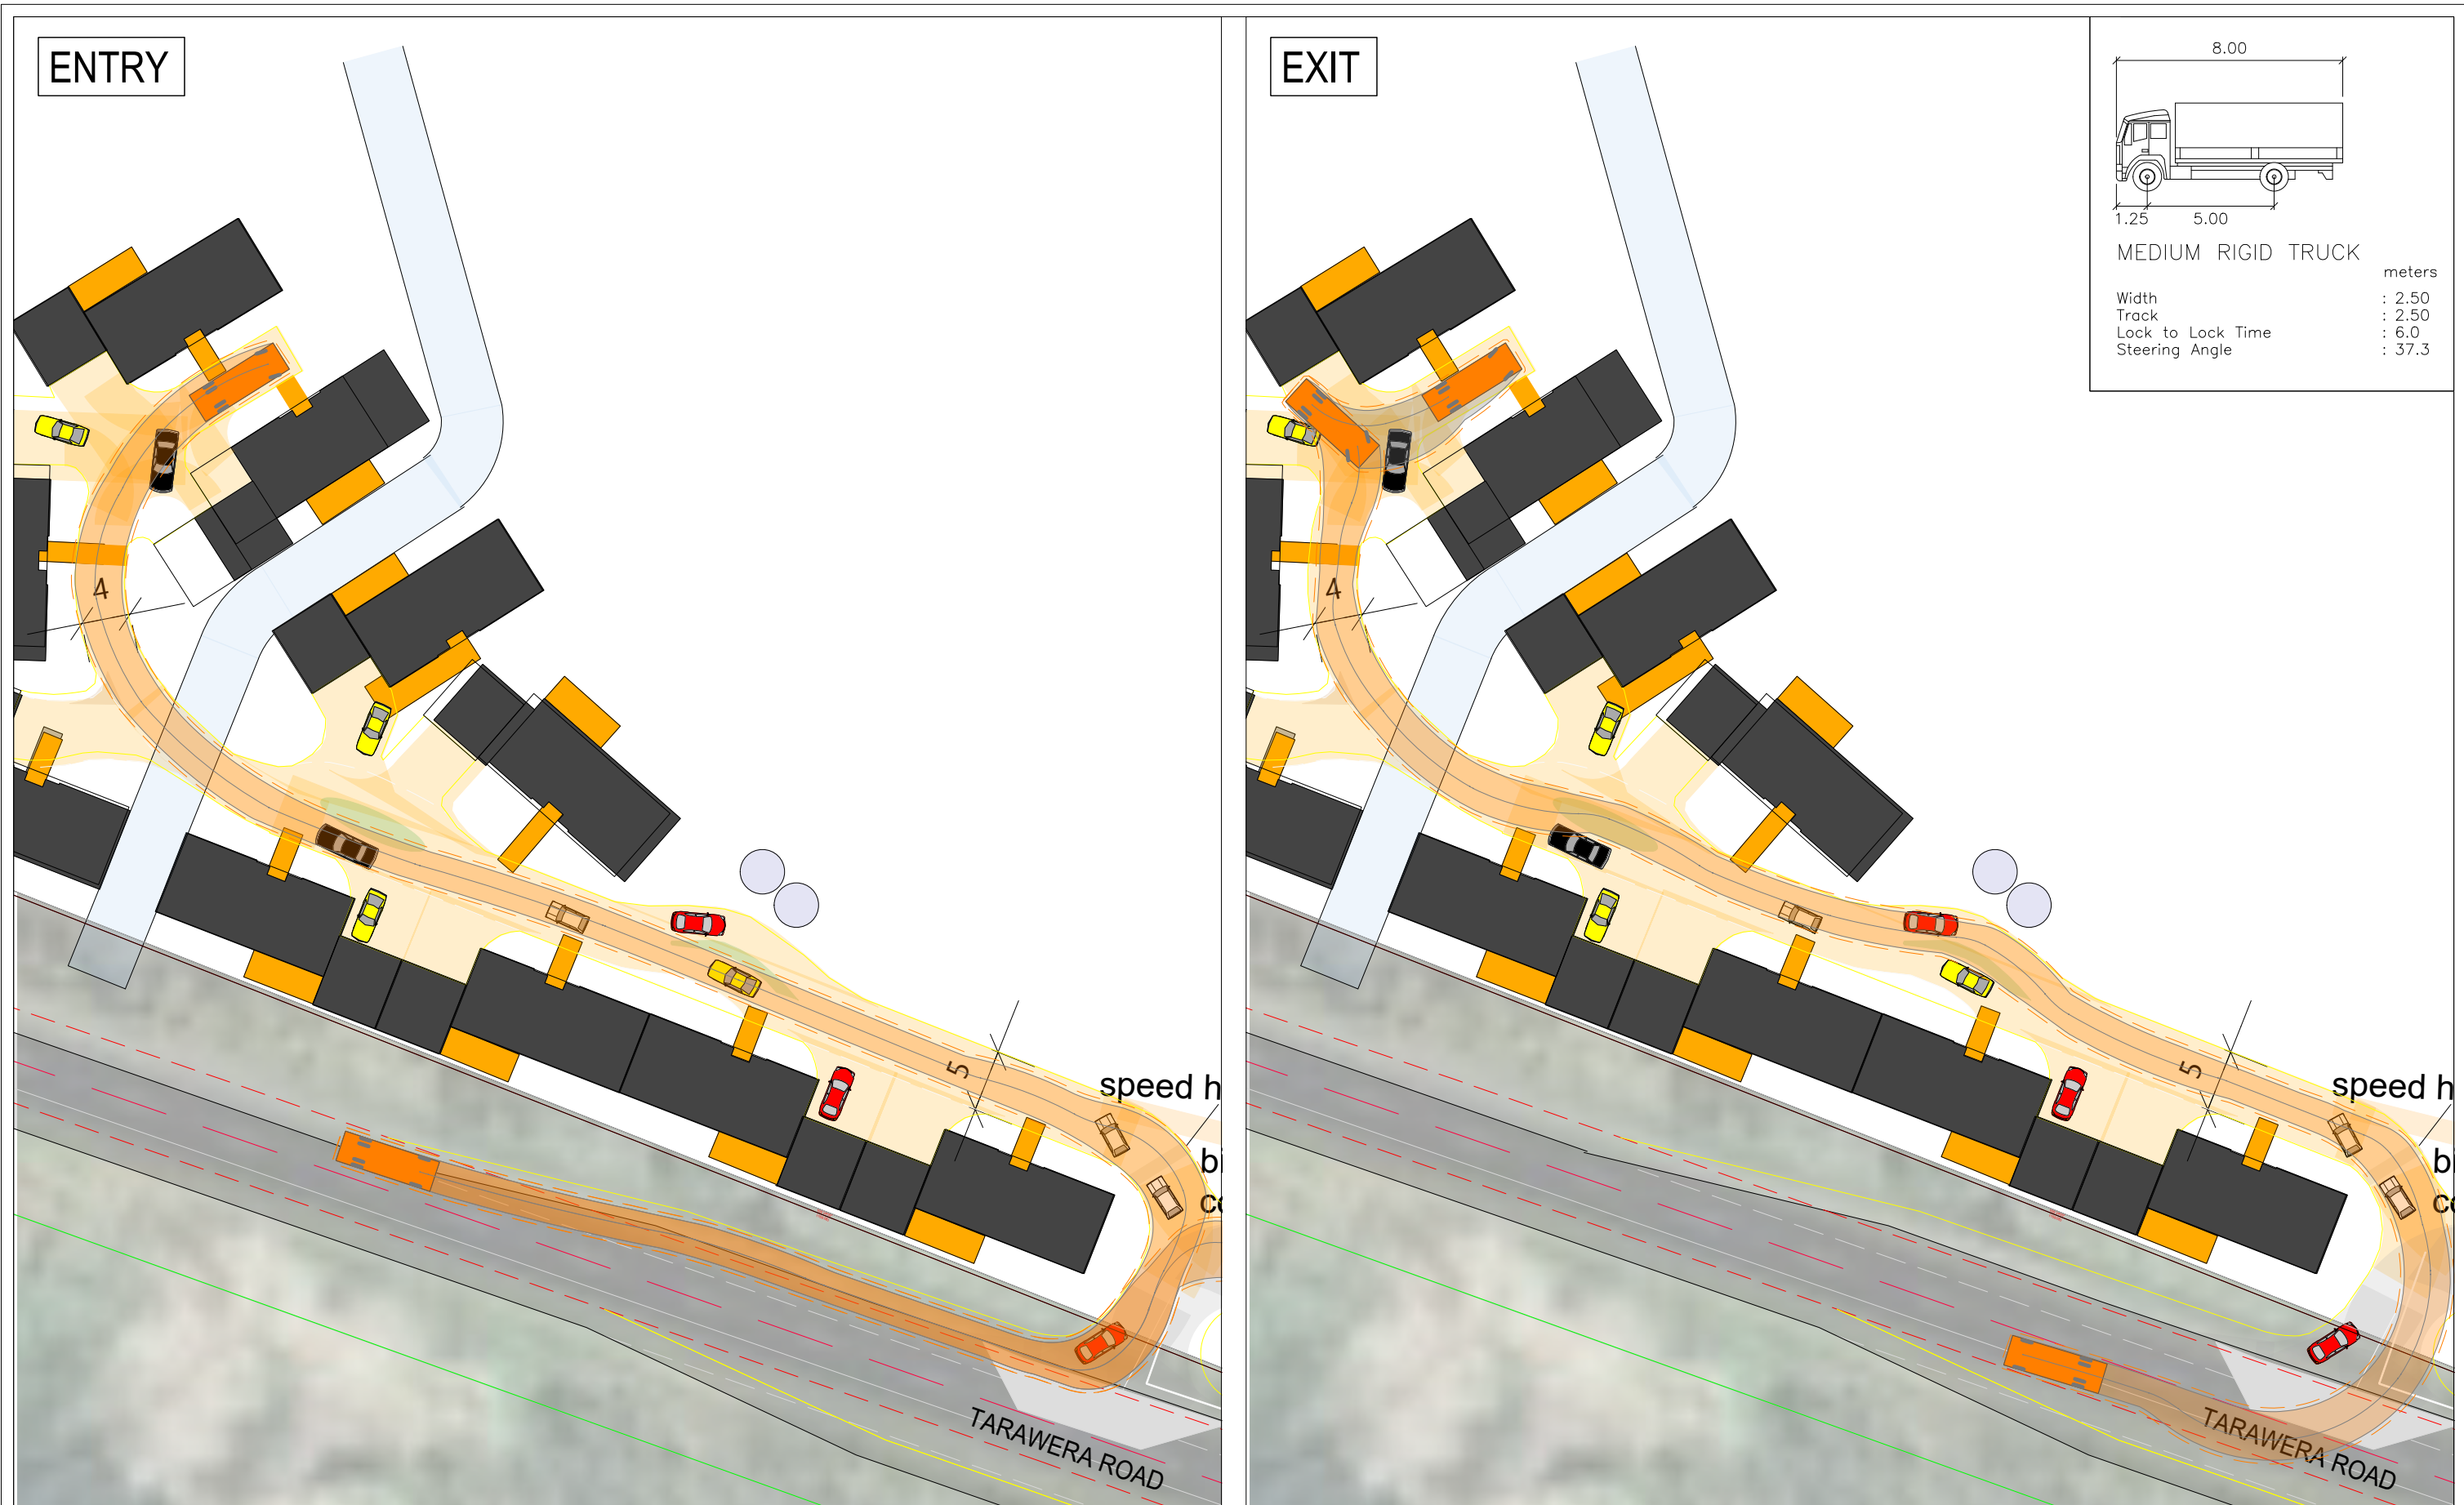 ENTRY
4
5
speed h
bi
co
TARAWERA ROAD
EXIT
4
5
speed h
bi
co
TARAWERA ROAD
8.00
1.25 5.00
MEDIUM RIGID TRUCK
meters
Width : 2.50
Track : 2.50
Lock to Lock Time : 6.0
Steering Angle : 37.3